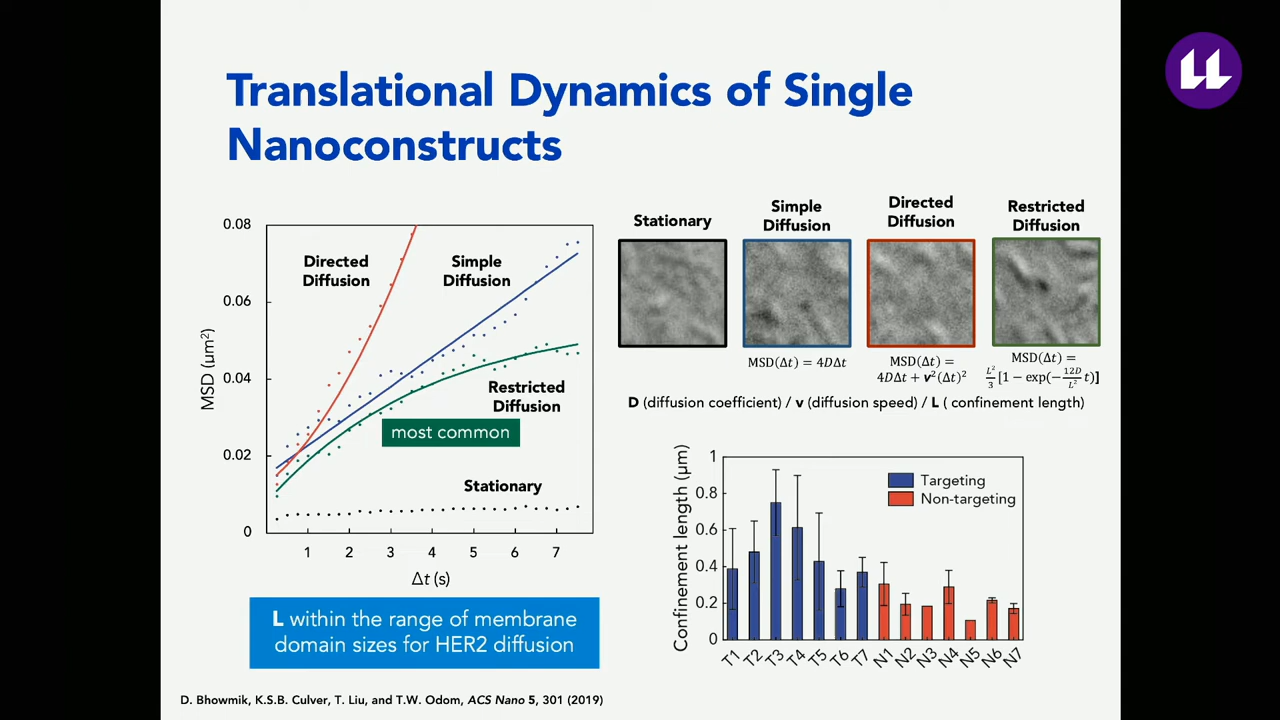 Translational Dynamics of Single
Nanoconstructs
0.08
0.06
0.04
0.02
0
MSD (μm²)
Directed
Diffusion
Simple
Diffusion
Restricted
Diffusion
most common
Stationary
1 2 3 4 5 6 7
Δt (s)
L within the range of membrane
domain sizes for HER2 diffusion
Stationary
Simple
Diffusion
Directed
Diffusion
Restricted
Diffusion
MSD(Δt) = 4DΔt
MSD(Δt) =
4DΔt + v²(Δt)²
MSD(Δt) =
L²/3 [1 − exp(−12D/L² t)]
D (diffusion coefficient) / v (diffusion speed) / L ( confinement length)
Confinement length (μm)
1
0.8
0.6
0.4
0.2
0
Targeting
Non-targeting
T1 T2 T3 T4 T5 T6 T7 N1 N2 N3 N4 N5 N6 N7
D. Bhowmik, K.S.B. Culver, T. Liu, and T.W. Odom, ACS Nano 5, 301 (2019)